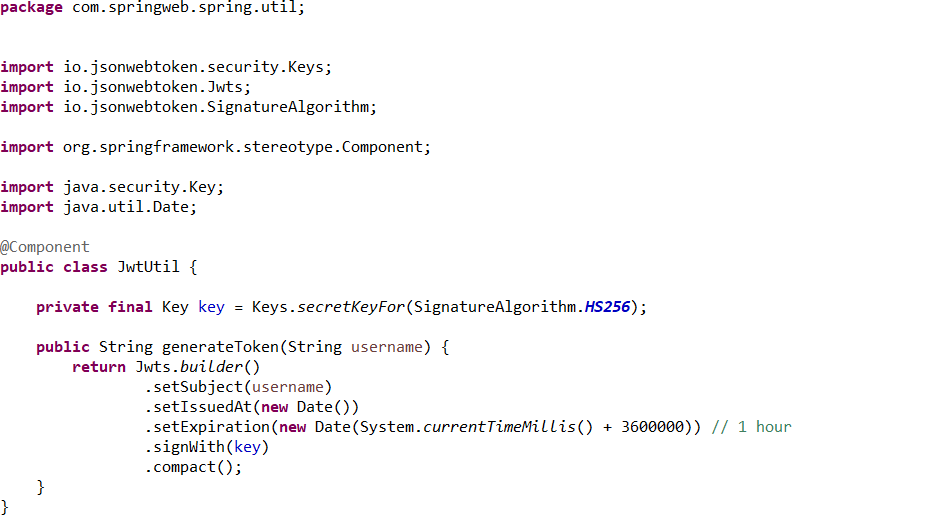 package com.springweb.spring.util;
import io.jsonwebtoken.security.Keys;
import io.jsonwebtoken.Jwts;
import io.jsonwebtoken.SignatureAlgorithm;
import org.springframework.stereotype.Component;
import java.security.Key;
import java.util.Date;
@Component
public class JwtUtil {
    private final Key key = Keys.secretKeyFor(SignatureAlgorithm.HS256);
    public String generateToken(String username) {
        return Jwts.builder()
                .setSubject(username)
                .setIssuedAt(new Date())
                .setExpiration(new Date(System.currentTimeMillis() + 3600000)) // 1 hour
                .signWith(key)
                .compact();
    }
}